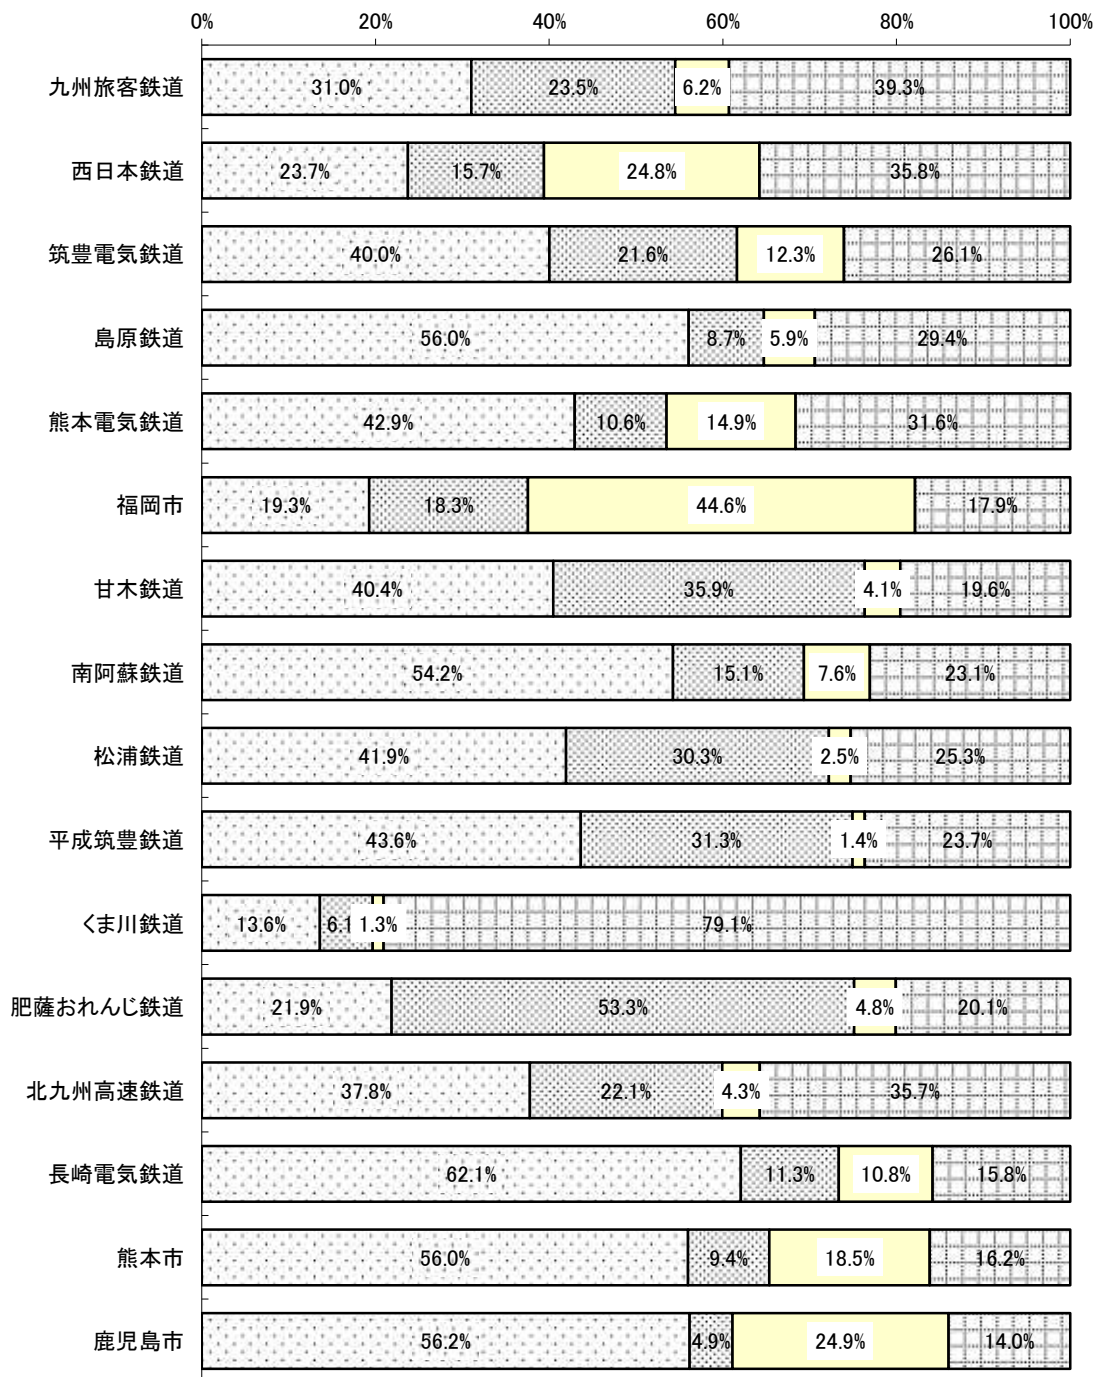 0% 20% 40% 60% 80% 100%
九州旅客鉄道 31.0% 23.5% 6.2% 39.3%
西日本鉄道 23.7% 15.7% 24.8% 35.8%
筑豊電気鉄道 40.0% 21.6% 12.3% 26.1%
島原鉄道 56.0% 8.7% 5.9% 29.4%
熊本電気鉄道 42.9% 10.6% 14.9% 31.6%
福岡市 19.3% 18.3% 44.6% 17.9%
甘木鉄道 40.4% 35.9% 4.1% 19.6%
南阿蘇鉄道 54.2% 15.1% 7.6% 23.1%
松浦鉄道 41.9% 30.3% 2.5% 25.3%
平成筑豊鉄道 43.6% 31.3% 1.4% 23.7%
くま川鉄道 13.6% 6.1 1.3% 79.1%
肥薩おれんじ鉄道 21.9% 53.3% 4.8% 20.1%
北九州高速鉄道 37.8% 22.1% 4.3% 35.7%
長崎電気鉄道 62.1% 11.3% 10.8% 15.8%
熊本市 56.0% 9.4% 18.5% 16.2%
鹿児島市 56.2% 4.9% 24.9% 14.0%